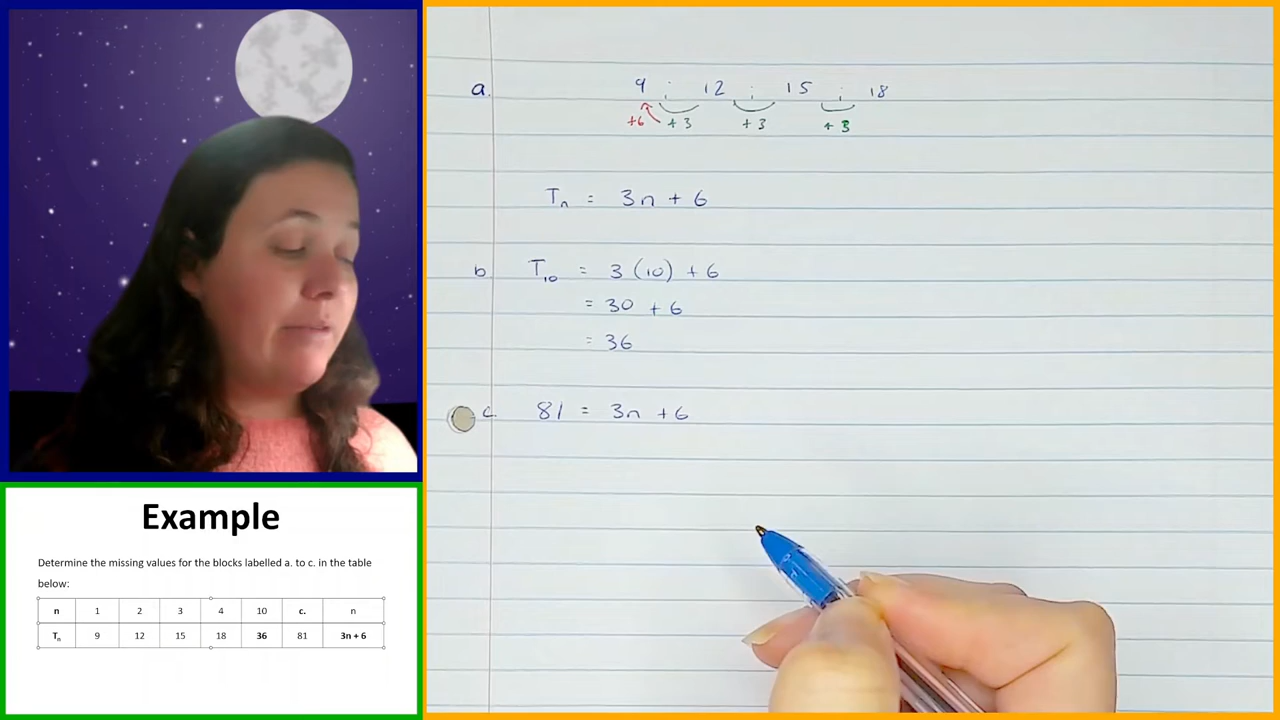 a. 9 ; 12 ; 15 ; 18
+6 +3 +3 +3
Tn = 3n + 6
b. T10 = 3 (10) + 6
= 30 + 6
= 36
c. 81 = 3n + 6
Example
Determine the missing values for the blocks labelled a. to c. in the table
below:
n 1 2 3 4 10 c. n
Tn 9 12 15 18 36 81 3n + 6